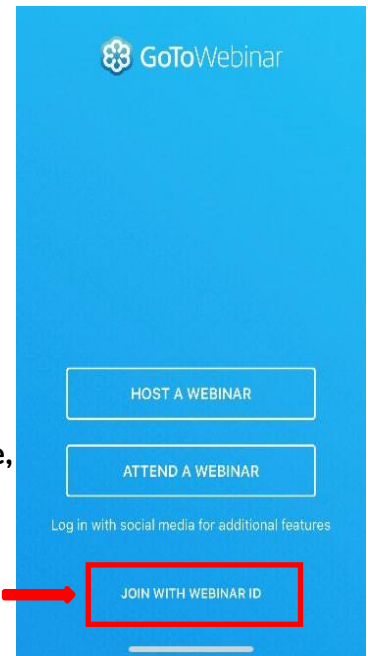 GoToWebinar
HOST A WEBINAR
e,
ATTEND A WEBINAR
Log in with social media for additional features
JOIN WITH WEBINAR ID